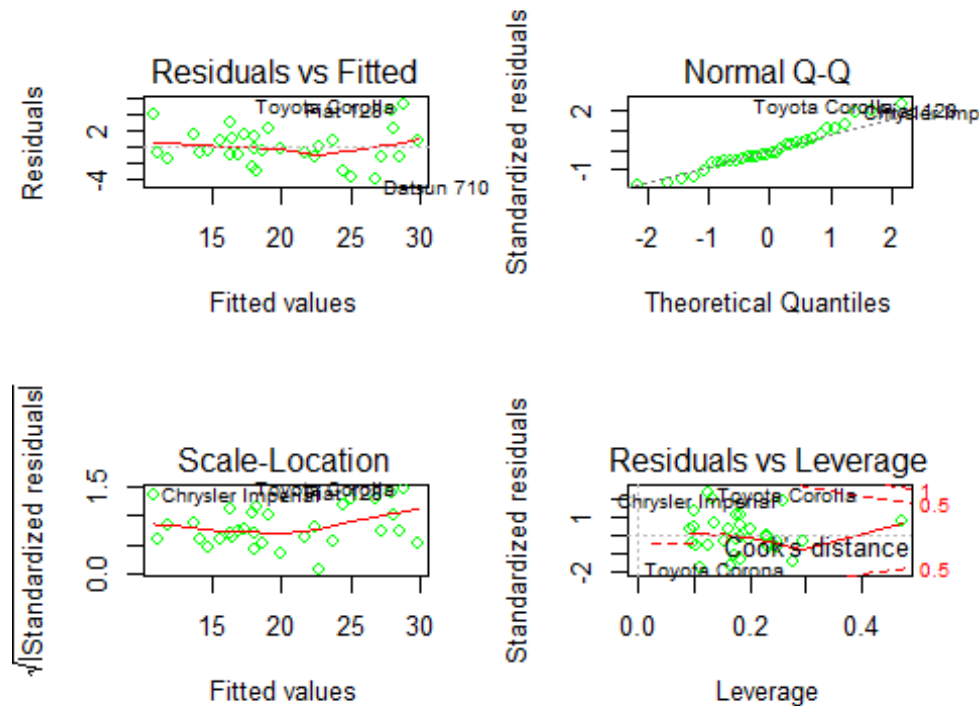 Residuals vs Fitted
Residuals
2
-4
Toyota Corolla
Fiat 128
Datsun 710
15 20 25 30
Fitted values
Normal Q-Q
Standardized residuals
2
-1
Toyota Corolla
Chrysler Imp
-2 -1 0 1 2
Theoretical Quantiles
Scale-Location
√|Standardized residuals|
1.5
0.0
Chrysler Imperial
Toyota Corolla
Fiat 128
15 20 25 30
Fitted values
Residuals vs Leverage
Standardized residuals
1
-2
Chrysler Imperial
Toyota Corolla
Cook's distance
Toyota Corona
1
0.5
0.5
0.0 0.2 0.4
Leverage